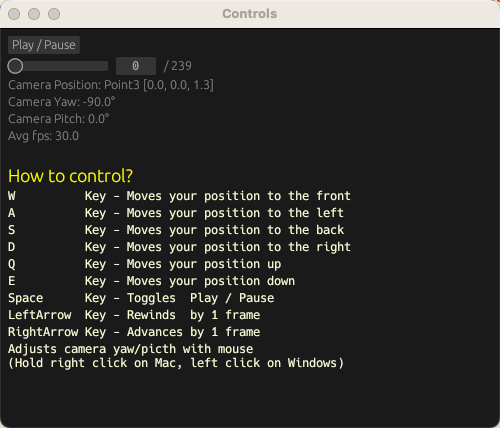 Controls
Play / Pause
0 / 239
Camera Position: Point3 [0.0, 0.0, 1.3]
Camera Yaw: -90.0°
Camera Pitch: 0.0°
Avg fps: 30.0
How to control?
W Key - Moves your position to the front
A Key - Moves your position to the left
S Key - Moves your position to the back
D Key - Moves your position to the right
Q Key - Moves your position up
E Key - Moves your position down
Space Key - Toggles Play / Pause
LeftArrow Key - Rewinds by 1 frame
RightArrow Key - Advances by 1 frame
Adjusts camera yaw/picth with mouse
(Hold right click on Mac, left click on Windows)